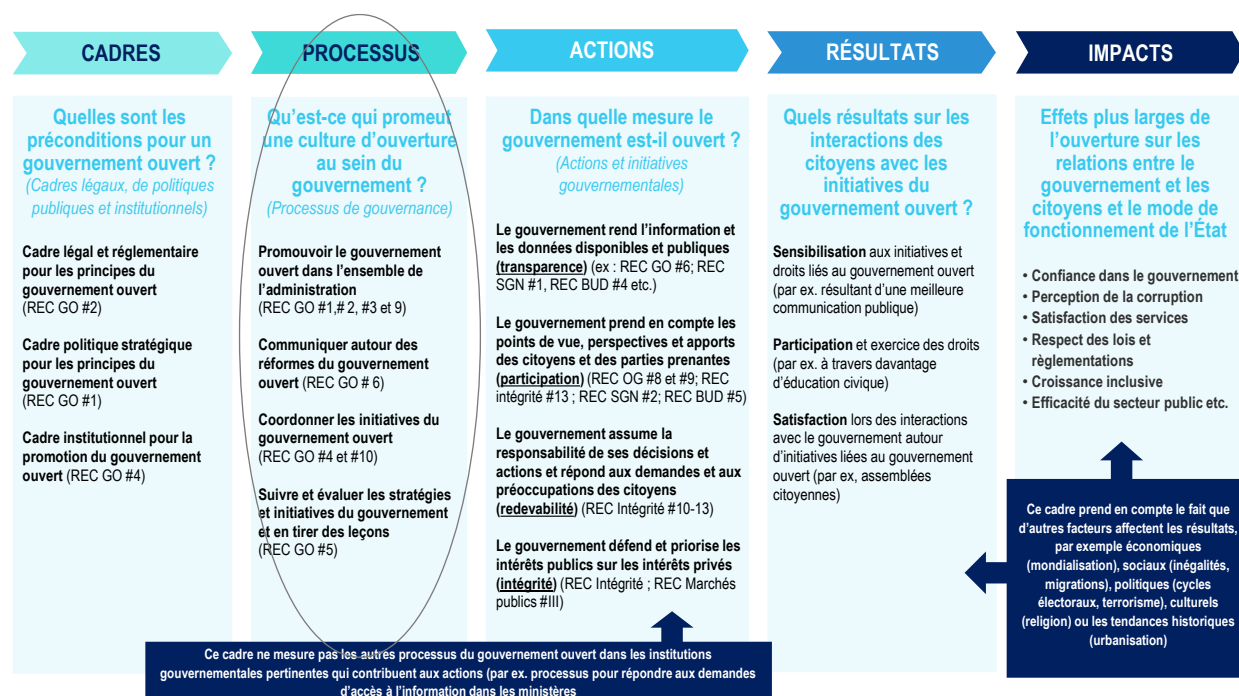 CADRES
PROCESSUS
ACTIONS
RÉSULTATS
IMPACTS
Quelles sont les
préconditions pour un
gouvernement ouvert ?
(Cadres légaux, de politiques
publiques et institutionnels)
Cadre légal et réglementaire
pour les principes du
gouvernement ouvert
(REC GO #2)
Cadre politique stratégique
pour les principes du
gouvernement ouvert
(REC GO #1)
Cadre institutionnel pour la
promotion du gouvernement
ouvert (REC GO #4)
Qu’est-ce qui promeut
une culture d’ouverture
au sein du
gouvernement ?
(Processus de gouvernance)
Promouvoir le gouvernement
ouvert dans l’ensemble de
l’administration
(REC GO #1,# 2, #3 et 9)
Communiquer autour des
réformes du gouvernement
ouvert (REC GO # 6)
Coordonner les initiatives du
gouvernement ouvert
(REC GO #4 et #10)
Suivre et évaluer les stratégies
et initiatives du gouvernement
et en tirer des leçons
(REC GO #5)
Dans quelle mesure le
gouvernement est-il ouvert ?
(Actions et initiatives
gouvernementales)
Le gouvernement rend l’information et
les données disponibles et publiques
(transparence) (ex : REC GO #6; REC
SGN #1, REC BUD #4 etc.)
Le gouvernement prend en compte les
points de vue, perspectives et apports
des citoyens et des parties prenantes
(participation) (REC OG #8 et #9; REC
intégrité #13 ; REC SGN #2; REC BUD #5)
Le gouvernement assume la
responsabilité de ses décisions et
actions et répond aux demandes et aux
préoccupations des citoyens
(redevabilité) (REC Intégrité #10-13)
Le gouvernement défend et priorise les
intérêts publics sur les intérêts privés
(intégrité) (REC Intégrité ; REC Marchés
publics #III)
Quels résultats sur les
interactions des
citoyens avec les
initiatives du
gouvernement ouvert ?
Sensibilisation aux initiatives et
droits liés au gouvernement ouvert
(par ex. résultant d’une meilleure
communication publique)
Participation et exercice des droits
(par ex. à travers davantage
d’éducation civique)
Satisfaction lors des interactions
avec le gouvernement autour
d’initiatives liées au gouvernement
ouvert (par ex, assemblées
citoyennes)
Effets plus larges de
l’ouverture sur les
relations entre le
gouvernement et les
citoyens et le mode de
fonctionnement de l’État
• Confiance dans le gouvernement
• Perception de la corruption
• Satisfaction des services
• Respect des lois et
règlementations
• Croissance inclusive
• Efficacité du secteur public etc.
Ce cadre prend en compte le fait que
d’autres facteurs affectent les résultats,
par exemple économiques
(mondialisation), sociaux (inégalités,
migrations), politiques (cycles
électoraux, terrorisme), culturels
(religion) ou les tendances historiques
(urbanisation)
Ce cadre ne mesure pas les autres processus du gouvernement ouvert dans les institutions
gouvernementales pertinentes qui contribuent aux actions (par ex. processus pour répondre aux demandes
d’accès à l’information dans les ministères